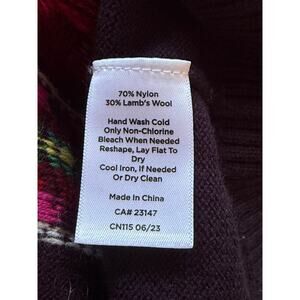 70% Nylon
30% Lamb's Wool
Hand Wash Cold
Only Non-Chlorine
Bleach When Needed
Reshape, Lay Flat To
Dry
Cool Iron, if Needed
Or Dry Clean
Made In China
CA# 23147
CN115 06/23